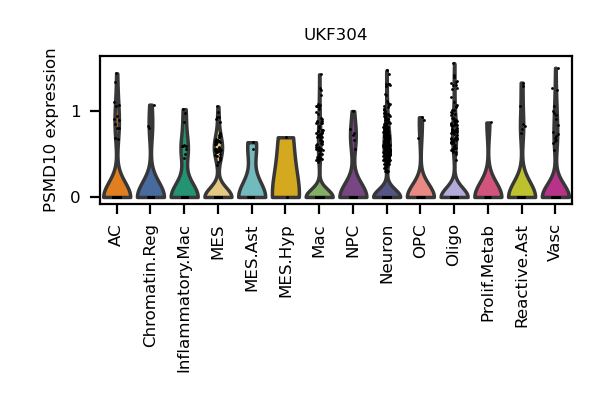 UKF304
PSMD10 expression
1
0
AC
Chromatin.Reg
Inflammatory.Mac
MES
MES.Ast
MES.Hyp
Mac
NPC
Neuron
OPC
Oligo
Prolif.Metab
Reactive.Ast
Vasc